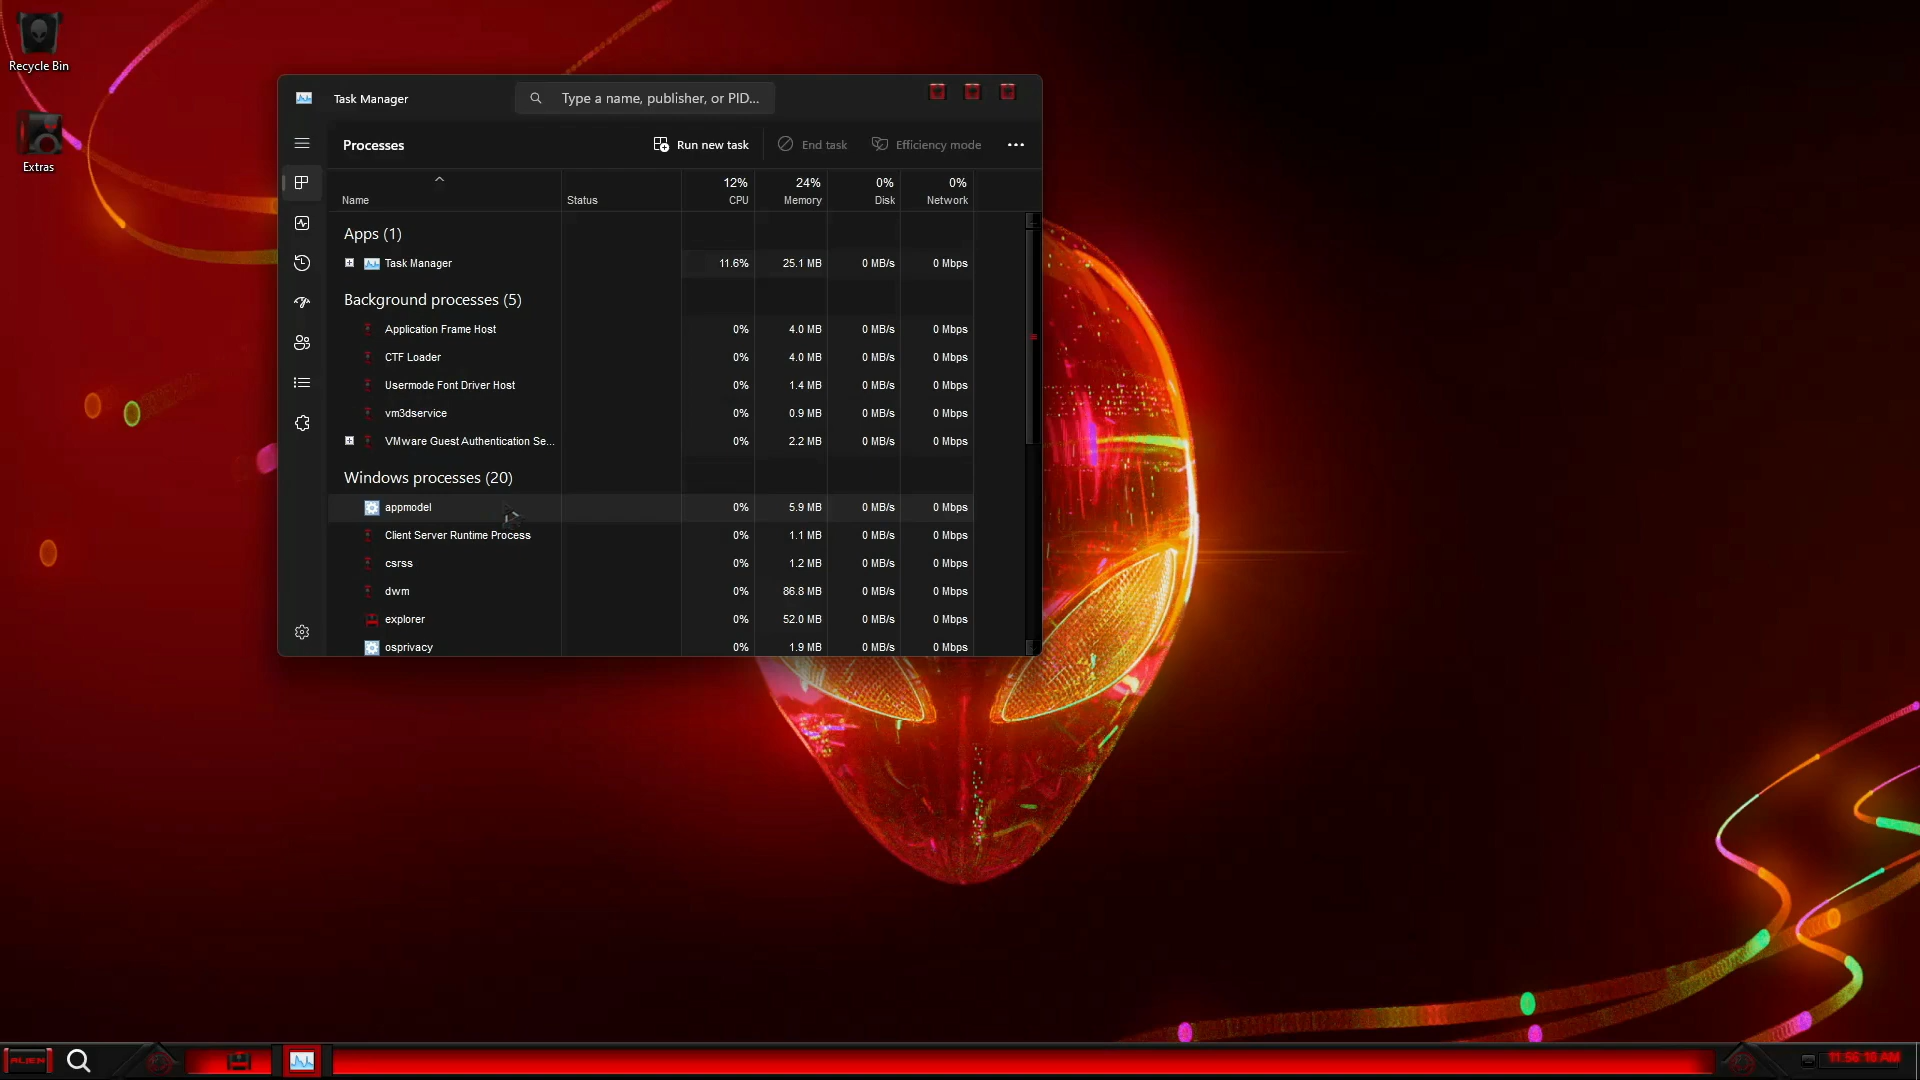 Recycle Bin
Extras
Task Manager
Type a name, publisher, or PID...
Processes
Run new task
End task
Efficiency mode
12% 24% 0% 0%
Name Status CPU Memory Disk Network
Apps (1)
Task Manager 11.6% 25.1 MB 0 MB/s 0 Mbps
Background processes (5)
Application Frame Host 0% 4.0 MB 0 MB/s 0 Mbps
CTF Loader 0% 4.0 MB 0 MB/s 0 Mbps
Usermode Font Driver Host 0% 1.4 MB 0 MB/s 0 Mbps
vm3dservice 0% 0.9 MB 0 MB/s 0 Mbps
VMware Guest Authentication Se... 0% 2.2 MB 0 MB/s 0 Mbps
Windows processes (20)
appmodel 0% 5.9 MB 0 MB/s 0 Mbps
Client Server Runtime Process 0% 1.1 MB 0 MB/s 0 Mbps
csrss 0% 1.2 MB 0 MB/s 0 Mbps
dwm 0% 86.8 MB 0 MB/s 0 Mbps
explorer 0% 52.0 MB 0 MB/s 0 Mbps
osprivacy 0% 1.9 MB 0 MB/s 0 Mbps
ALIEN
11:56:16 AM